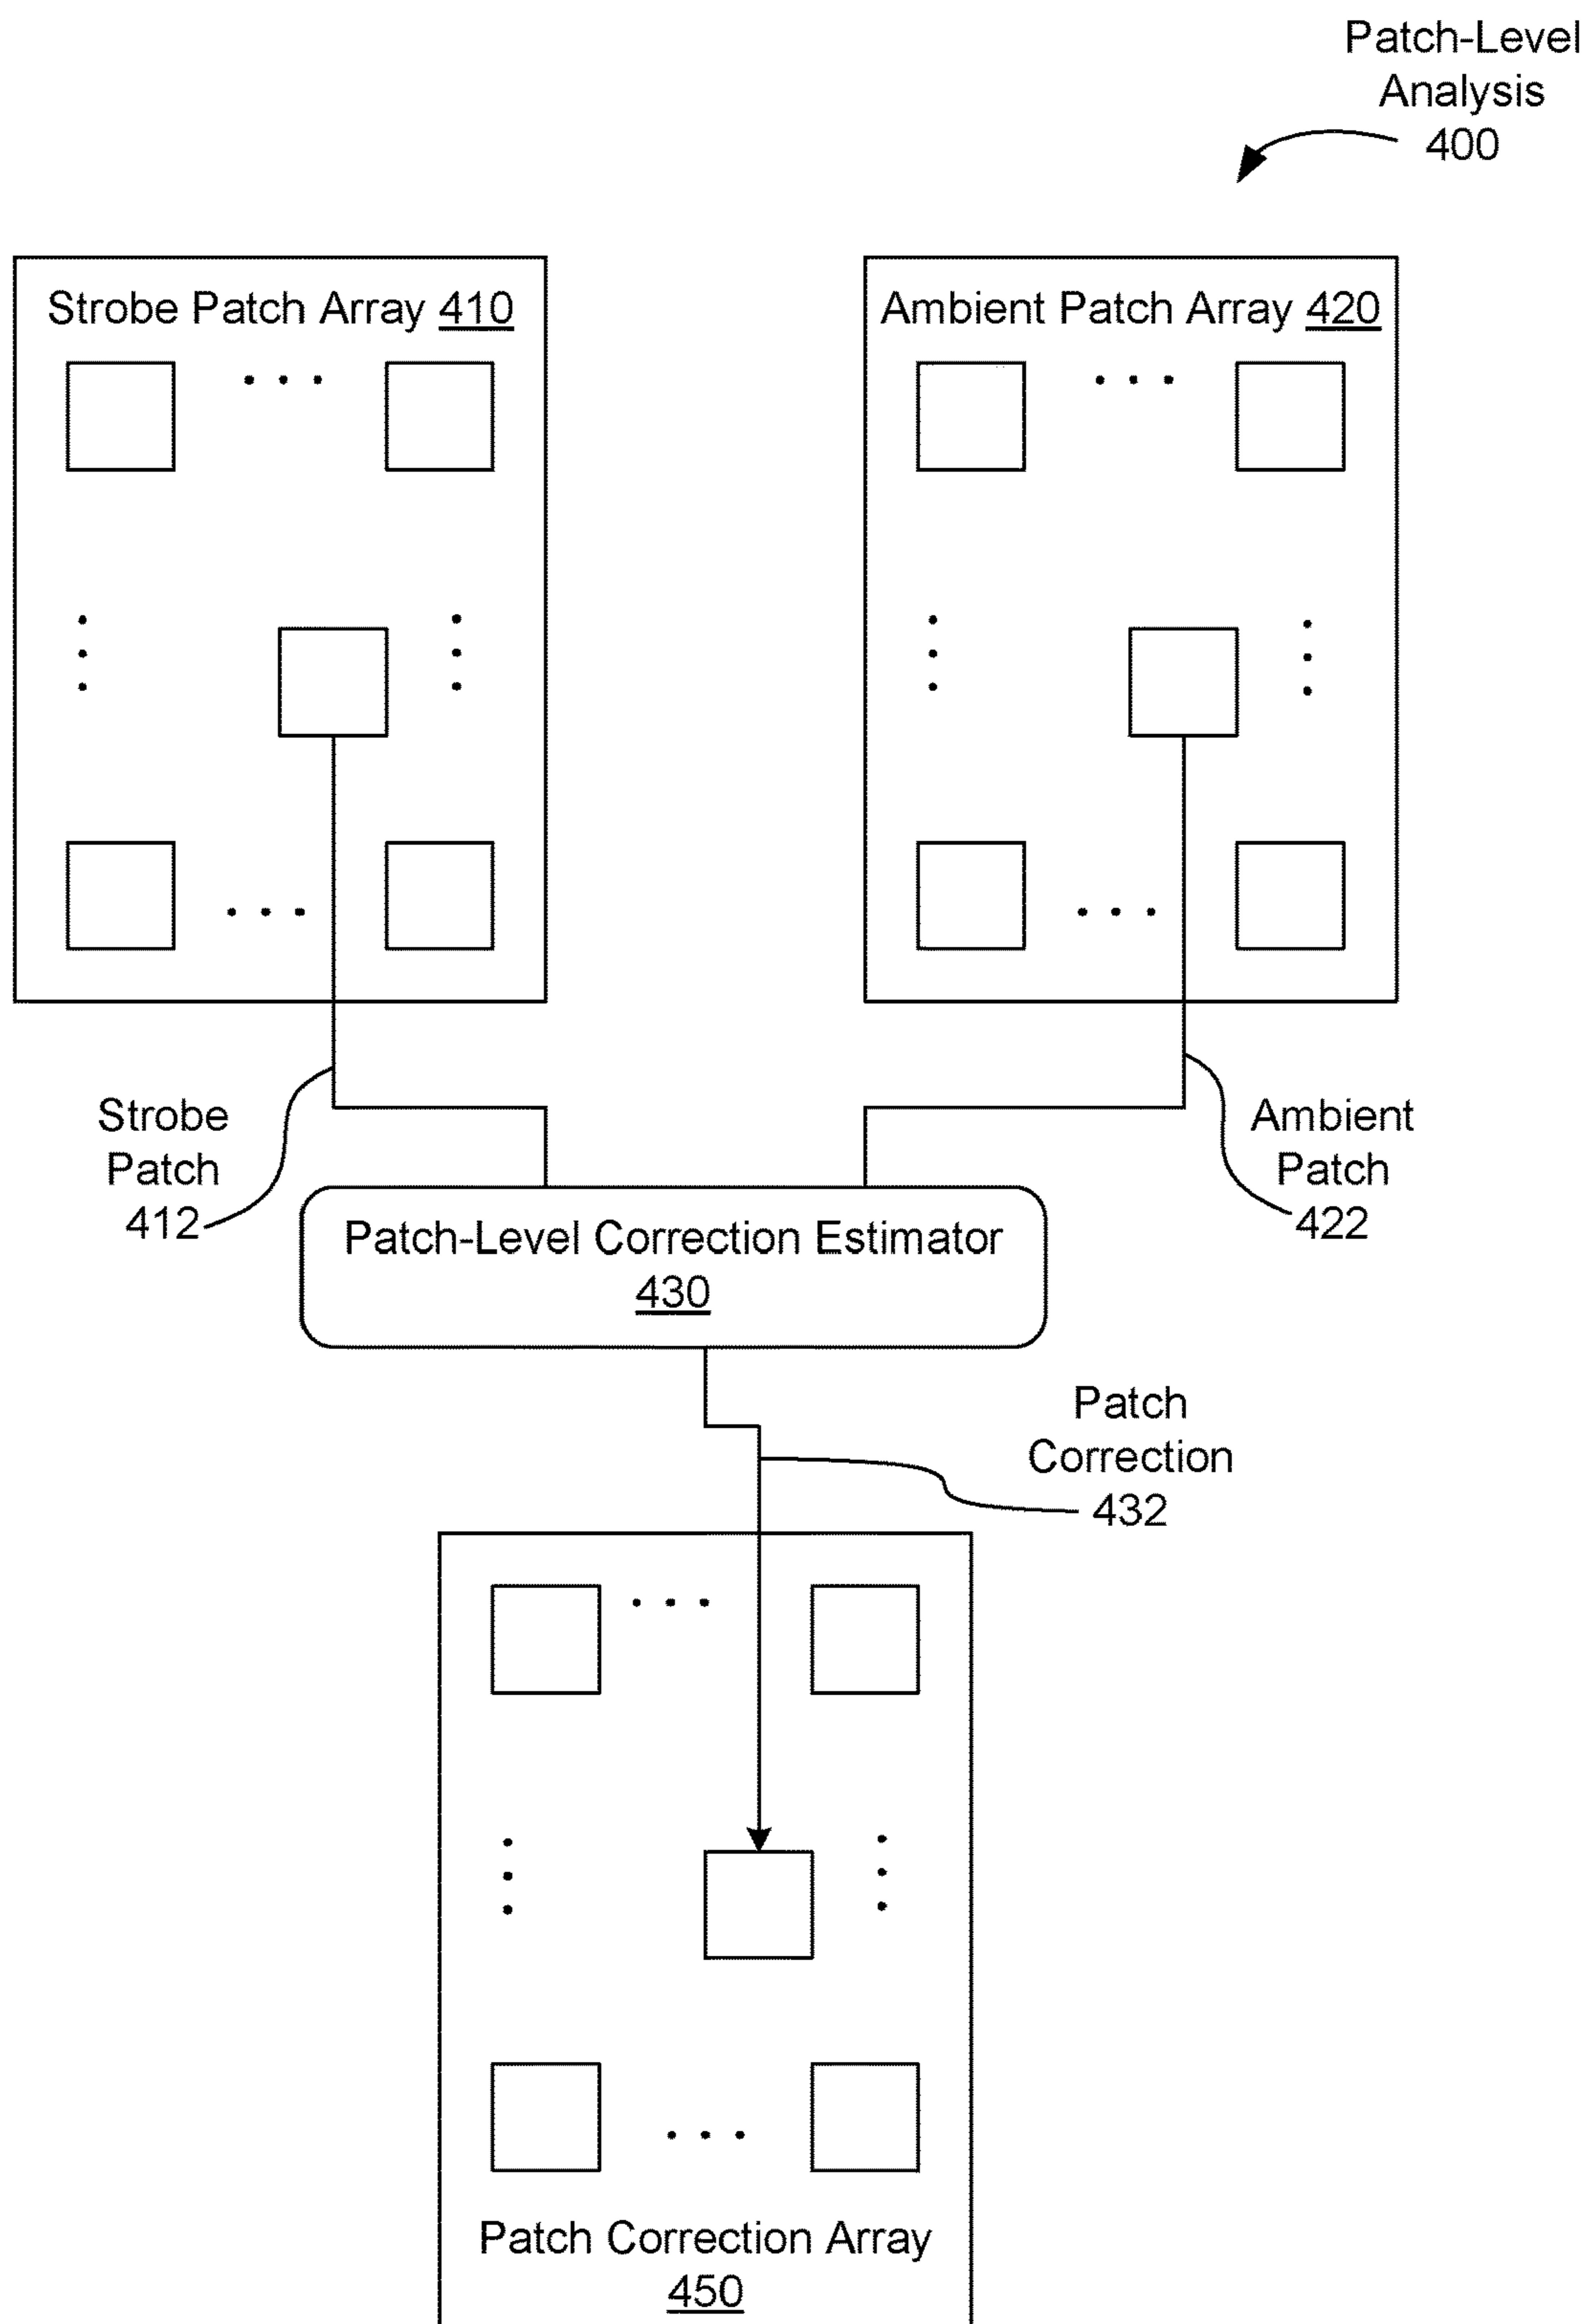 Patch-Level
Analysis
400
Strobe Patch Array 410
Ambient Patch Array 420
Strobe
Patch
412
Ambient
Patch
422
Patch-Level Correction Estimator
430
Patch
Correction
432
Patch Correction Array
450